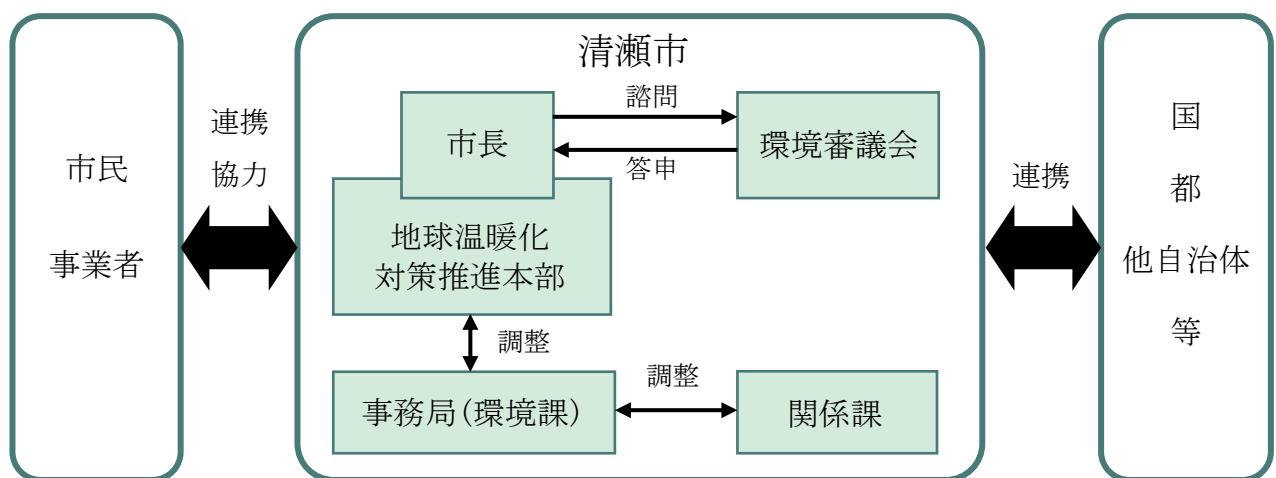 市民
事業者
連携
協力
清瀬市
市長
諮問
答申
環境審議会
地球温暖化
対策推進本部
調整
事務局(環境課)
調整
関係課
連携
国
都
他自治体
等